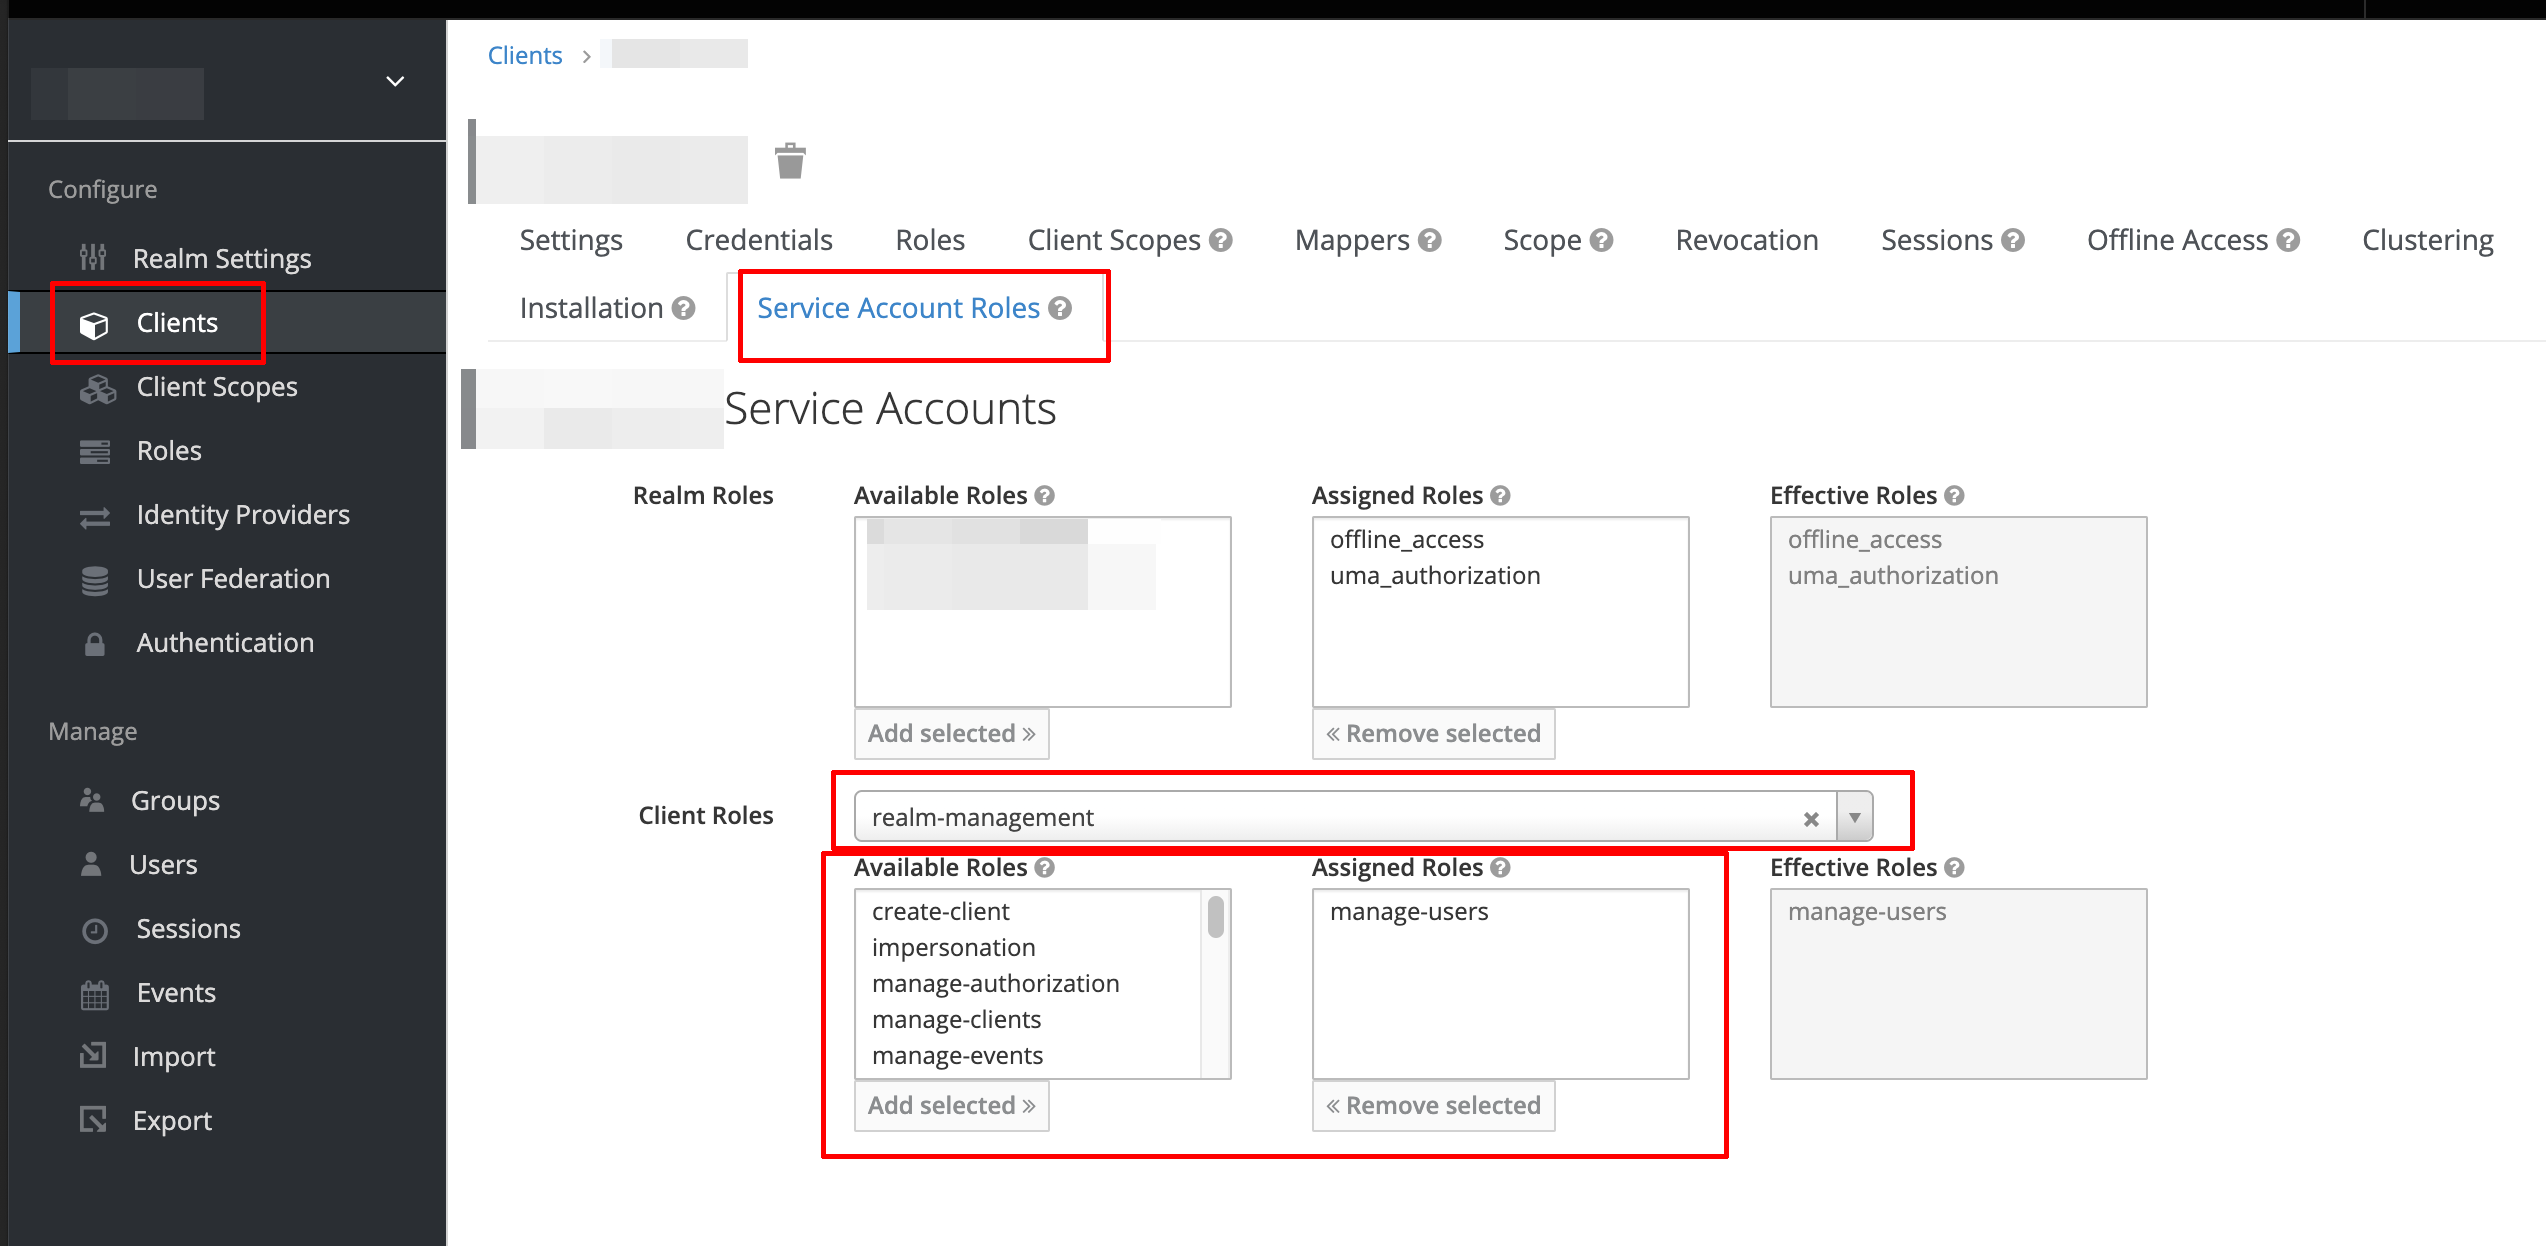 Clients
Configure
Realm Settings
Clients
Client Scopes
Roles
Identity Providers
User Federation
Authentication
Manage
Groups
Users
Sessions
Events
Import
Export
Settings Credentials Roles Client Scopes Mappers Scope Revocation Sessions Offline Access Clustering
Installation Service Account Roles
Service Accounts
Realm Roles Available Roles Assigned Roles Effective Roles
offline_access offline_access
uma_authorization uma_authorization
Add selected » « Remove selected
Client Roles realm-management
Available Roles Assigned Roles Effective Roles
create-client manage-users manage-users
impersonation
manage-authorization
manage-clients
manage-events
Add selected » « Remove selected